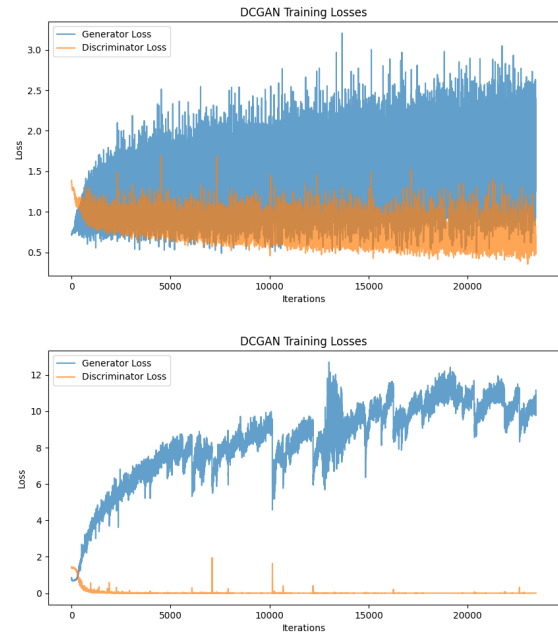 DCGAN Training Losses
Generator Loss
Discriminator Loss
3.0
2.5
2.0
1.5
1.0
0.5
Loss
0 5000 10000 15000 20000
Iterations
DCGAN Training Losses
Generator Loss
Discriminator Loss
12
10
8
6
4
2
0
Loss
0 5000 10000 15000 20000
Iterations